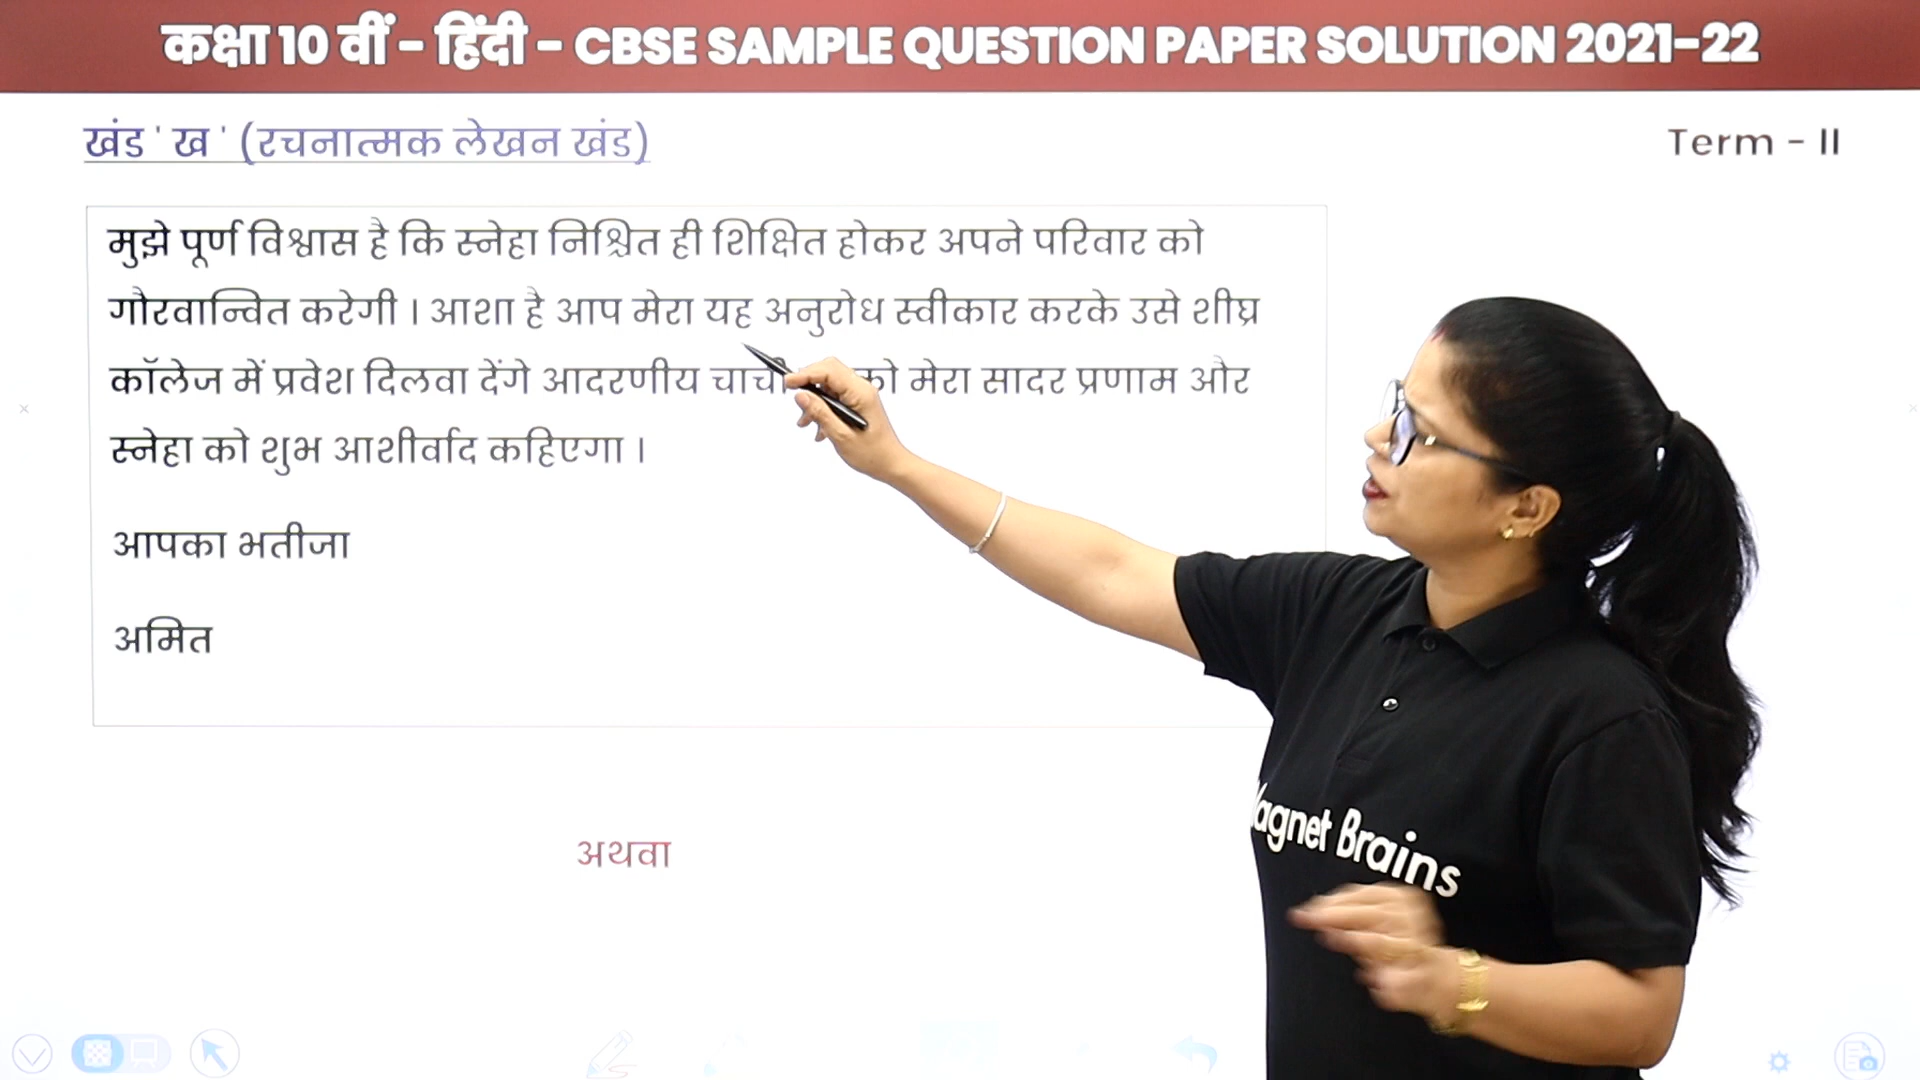 कक्षा 10 वीं - हिंदी - CBSE SAMPLE QUESTION PAPER SOLUTION 2021-22
खंड ' ख ' (रचनात्मक लेखन खंड)
Term - II
मुझे पूर्ण विश्वास है कि स्नेहा निश्चित ही शिक्षित होकर अपने परिवार को
गौरवान्वित करेगी । आशा है आप मेरा यह अनुरोध स्वीकार करके उसे शीघ्र
कॉलेज में प्रवेश दिलवा देंगे आदरणीय चाची को मेरा सादर प्रणाम और
स्नेहा को शुभ आशीर्वाद कहिएगा ।
आपका भतीजा
अमित
अथवा
Magnet Brains